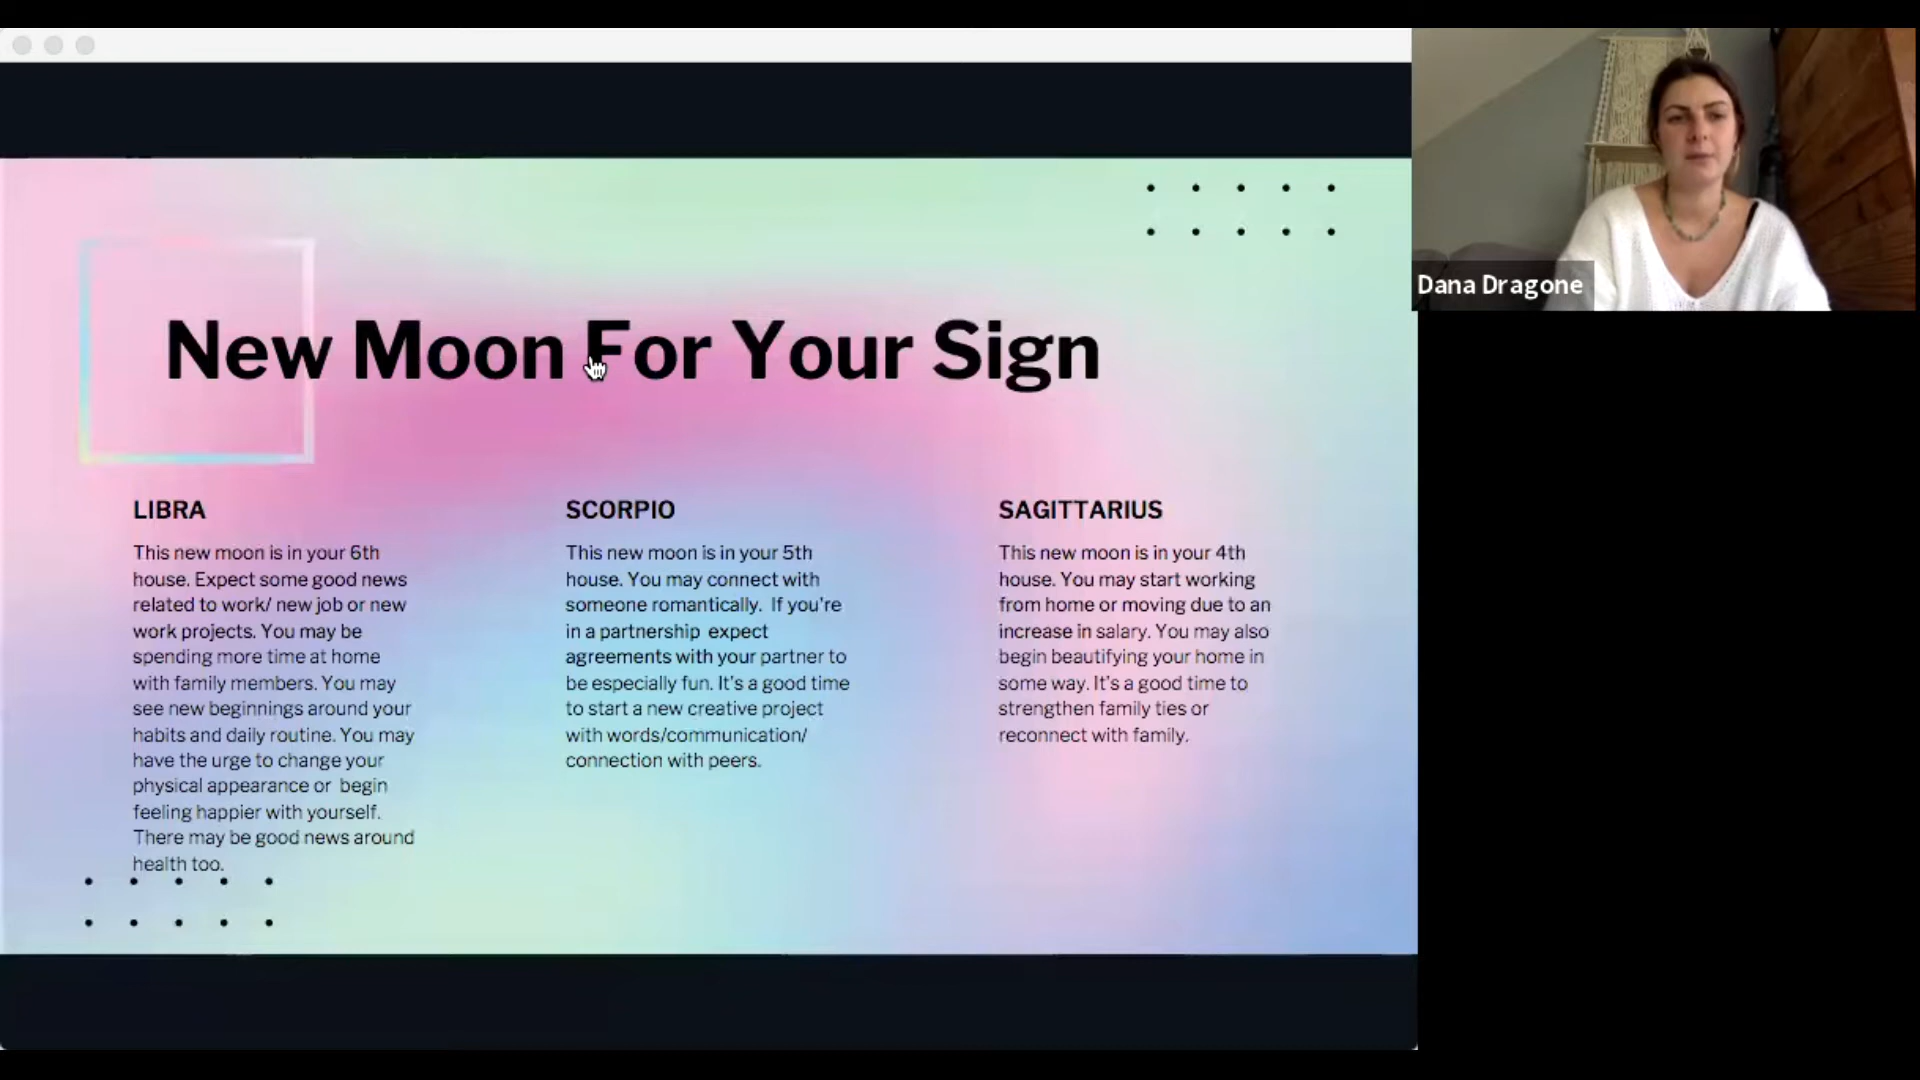 New Moon For Your Sign
LIBRA
This new moon is in your 6th
house. Expect some good news
related to work/ new job or new
work projects. You may be
spending more time at home
with family members. You may
see new beginnings around your
habits and daily routine. You may
have the urge to change your
physical appearance or begin
feeling happier with yourself.
There may be good news around
health too.
SCORPIO
This new moon is in your 5th
house. You may connect with
someone romantically. If you're
in a partnership expect
agreements with your partner to
be especially fun. It's a good time
to start a new creative project
with words/communication/
connection with peers.
SAGITTARIUS
This new moon is in your 4th
house. You may start working
from home or moving due to an
increase in salary. You may also
begin beautifying your home in
some way. It's a good time to
strengthen family ties or
reconnect with family.
Dana Dragone